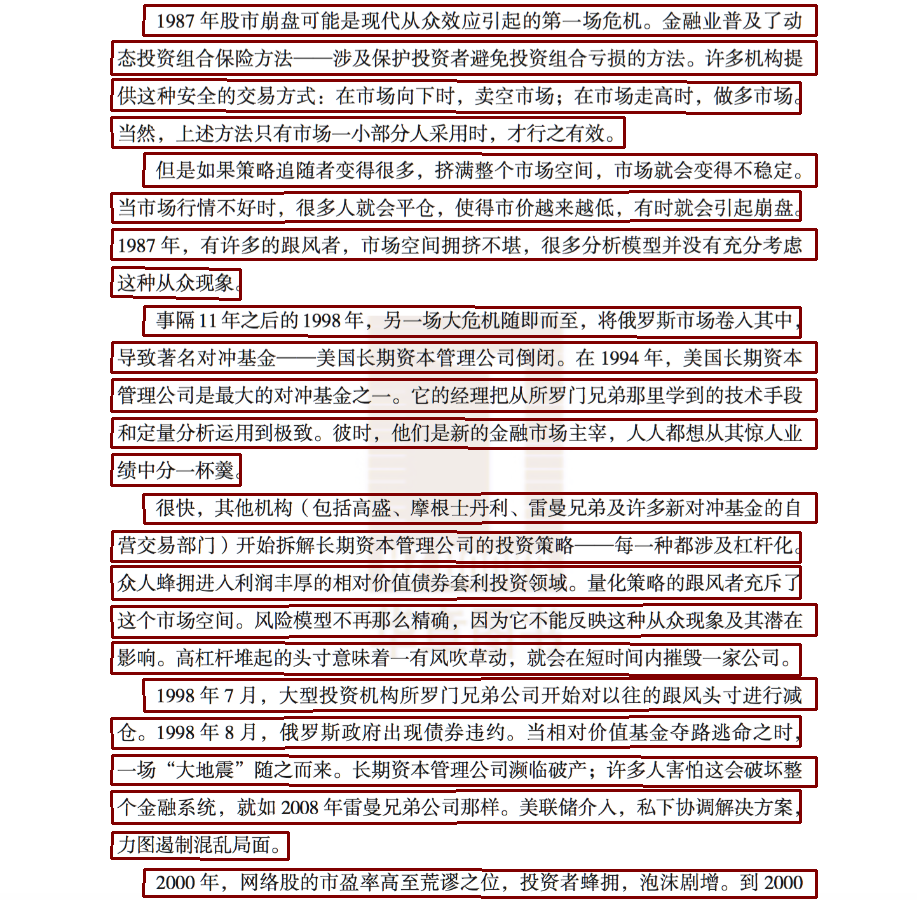 1987 年股市崩盘可能是现代从众效应引起的第一场危机。金融业普及了动
态投资组合保险方法——涉及保护投资者避免投资组合亏损的方法。许多机构提
供这种安全的交易方式：在市场向下时，卖空市场；在市场走高时，做多市场。
当然，上述方法只有市场一小部分人采用时，才行之有效。
但是如果策略追随者变得很多，挤满整个市场空间，市场就会变得不稳定。
当市场行情不好时，很多人就会平仓，使得市价越来越低，有时就会引起崩盘。
1987 年，有许多的跟风者，市场空间拥挤不堪，很多分析模型并没有充分考虑
这种从众现象。
事隔 11 年之后的 1998 年，另一场大危机随即而至，将俄罗斯市场卷入其中，
导致著名对冲基金——美国长期资本管理公司倒闭。在 1994 年，美国长期资本
管理公司是最大的对冲基金之一。它的经理把从所罗门兄弟那里学到的技术手段
和定量分析运用到极致。彼时，他们是新的金融市场主宰，人人都想从其惊人业
绩中分一杯羹。
很快，其他机构（包括高盛、摩根士丹利、雷曼兄弟及许多新对冲基金的自
营交易部门）开始拆解长期资本管理公司的投资策略——每一种都涉及杠杆化。
众人蜂拥进入利润丰厚的相对价值债券套利投资领域。量化策略的跟风者充斥了
这个市场空间。风险模型不再那么精确，因为它不能反映这种从众现象及其潜在
影响。高杠杆堆起的头寸意味着一有风吹草动，就会在短时间内摧毁一家公司。
1998 年 7 月，大型投资机构所罗门兄弟公司开始对以往的跟风头寸进行减
仓。1998 年 8 月，俄罗斯政府出现债券违约。当相对价值基金夺路逃命之时，
一场“大地震”随之而来。长期资本管理公司濒临破产；许多人害怕这会破坏整
个金融系统，就如 2008 年雷曼兄弟公司那样。美联储介入，私下协调解决方案，
力图遏制混乱局面。
2000 年，网络股的市盈率高至荒谬之位，投资者蜂拥，泡沫剧增。到 2000